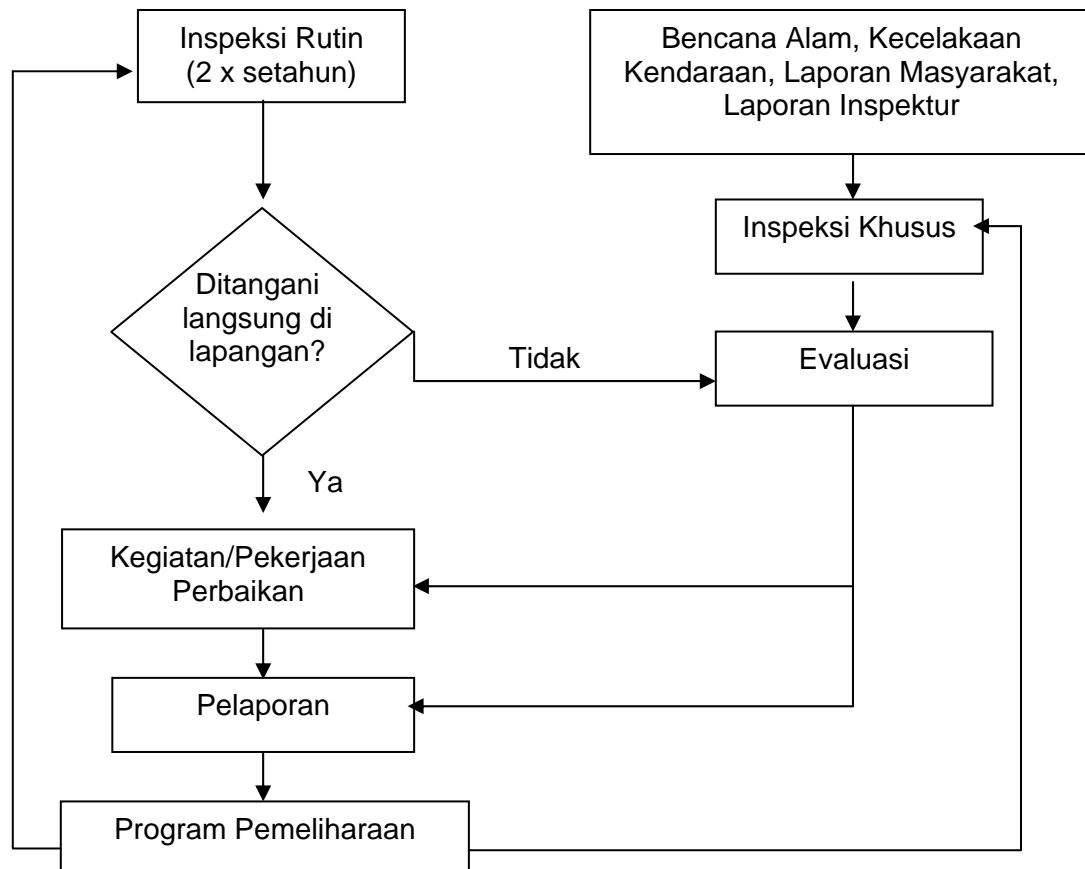 Inspeksi Rutin
(2 x setahun)
Bencana Alam, Kecelakaan
Kendaraan, Laporan Masyarakat,
Laporan Inspektur
Inspeksi Khusus
Ditangani
langsung di
lapangan?
Tidak
Evaluasi
Ya
Kegiatan/Pekerjaan
Perbaikan
Pelaporan
Program Pemeliharaan